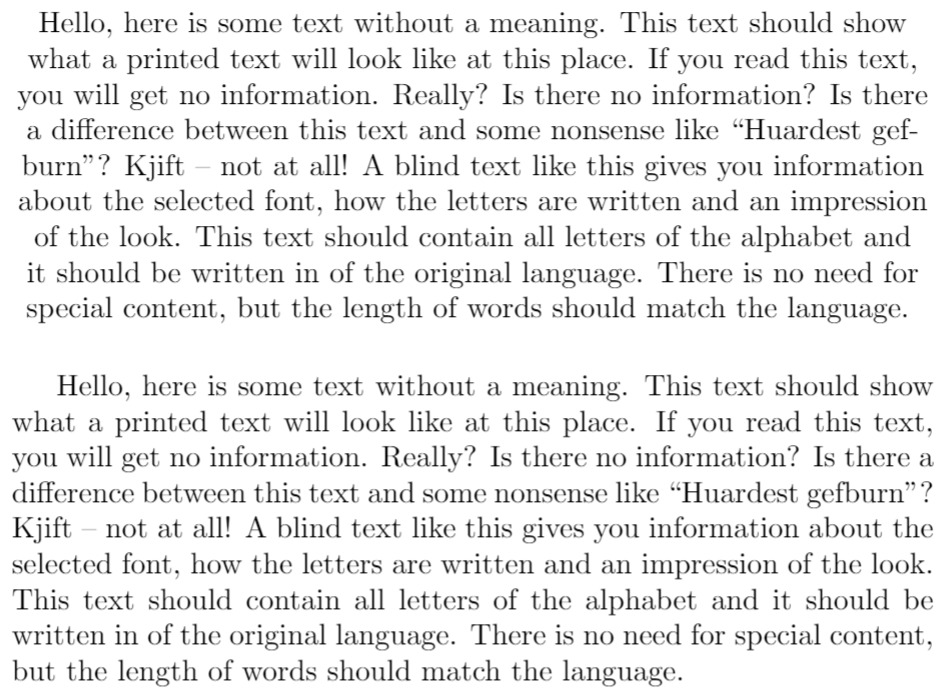 Hello, here is some text without a meaning. This text should show
what a printed text will look like at this place. If you read this text,
you will get no information. Really? Is there no information? Is there
a difference between this text and some nonsense like “Huardest gef-
burn”? Kjift – not at all! A blind text like this gives you information
about the selected font, how the letters are written and an impression
of the look. This text should contain all letters of the alphabet and
it should be written in of the original language. There is no need for
special content, but the length of words should match the language.
Hello, here is some text without a meaning. This text should show
what a printed text will look like at this place. If you read this text,
you will get no information. Really? Is there no information? Is there a
difference between this text and some nonsense like “Huardest gefburn”?
Kjift – not at all! A blind text like this gives you information about the
selected font, how the letters are written and an impression of the look.
This text should contain all letters of the alphabet and it should be
written in of the original language. There is no need for special content,
but the length of words should match the language.